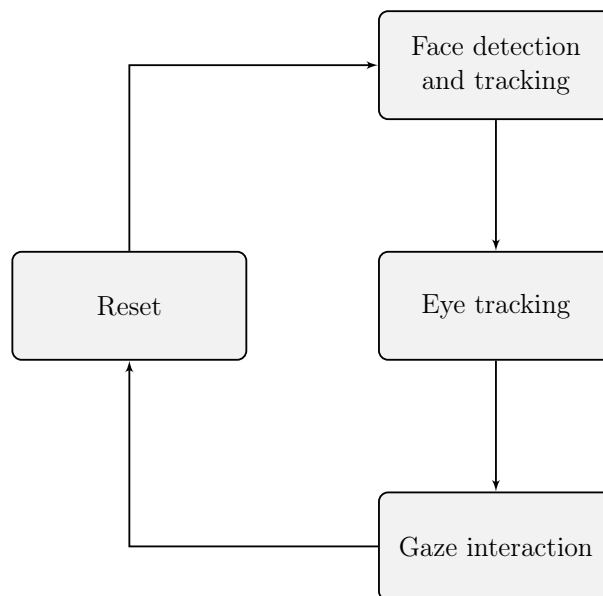 Face detection
and tracking
Reset
Eye tracking
Gaze interaction